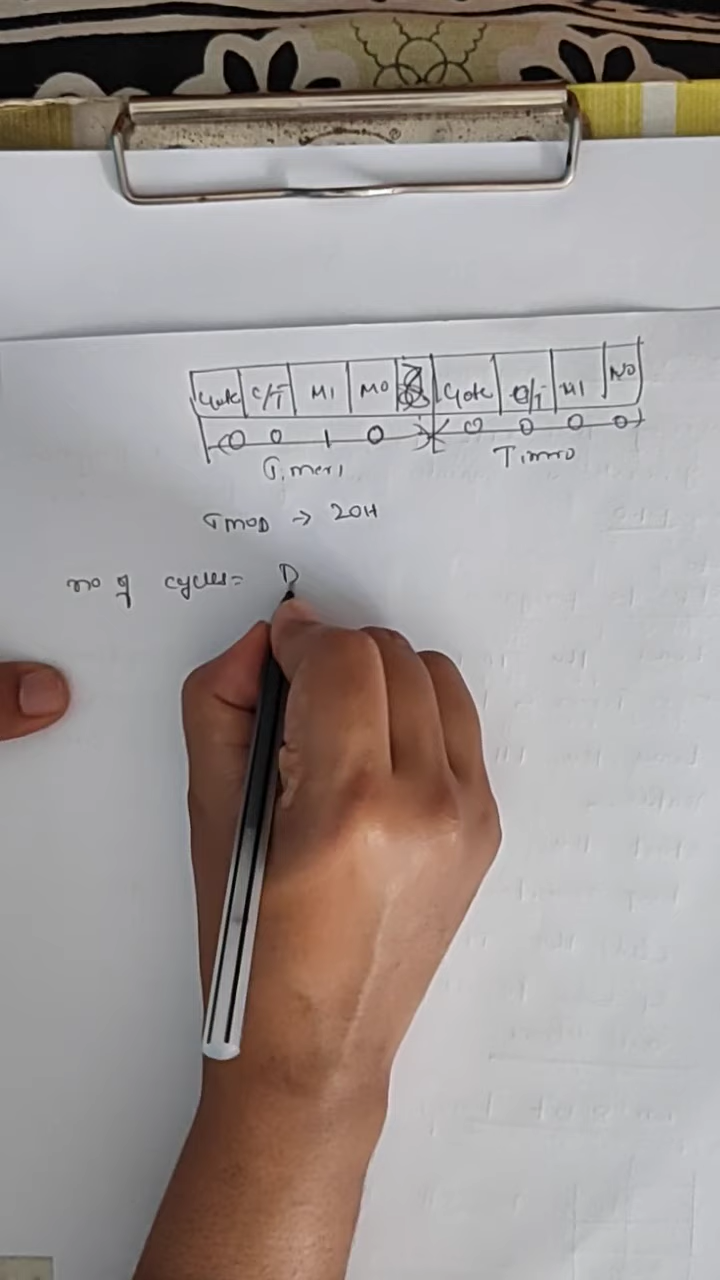 Gate C/T M1 M0 Gate C/T M1 M0
0 0 1 0 0 0 0 0
Timer1 Timer0
TMOD → 20H
no of cycles = D